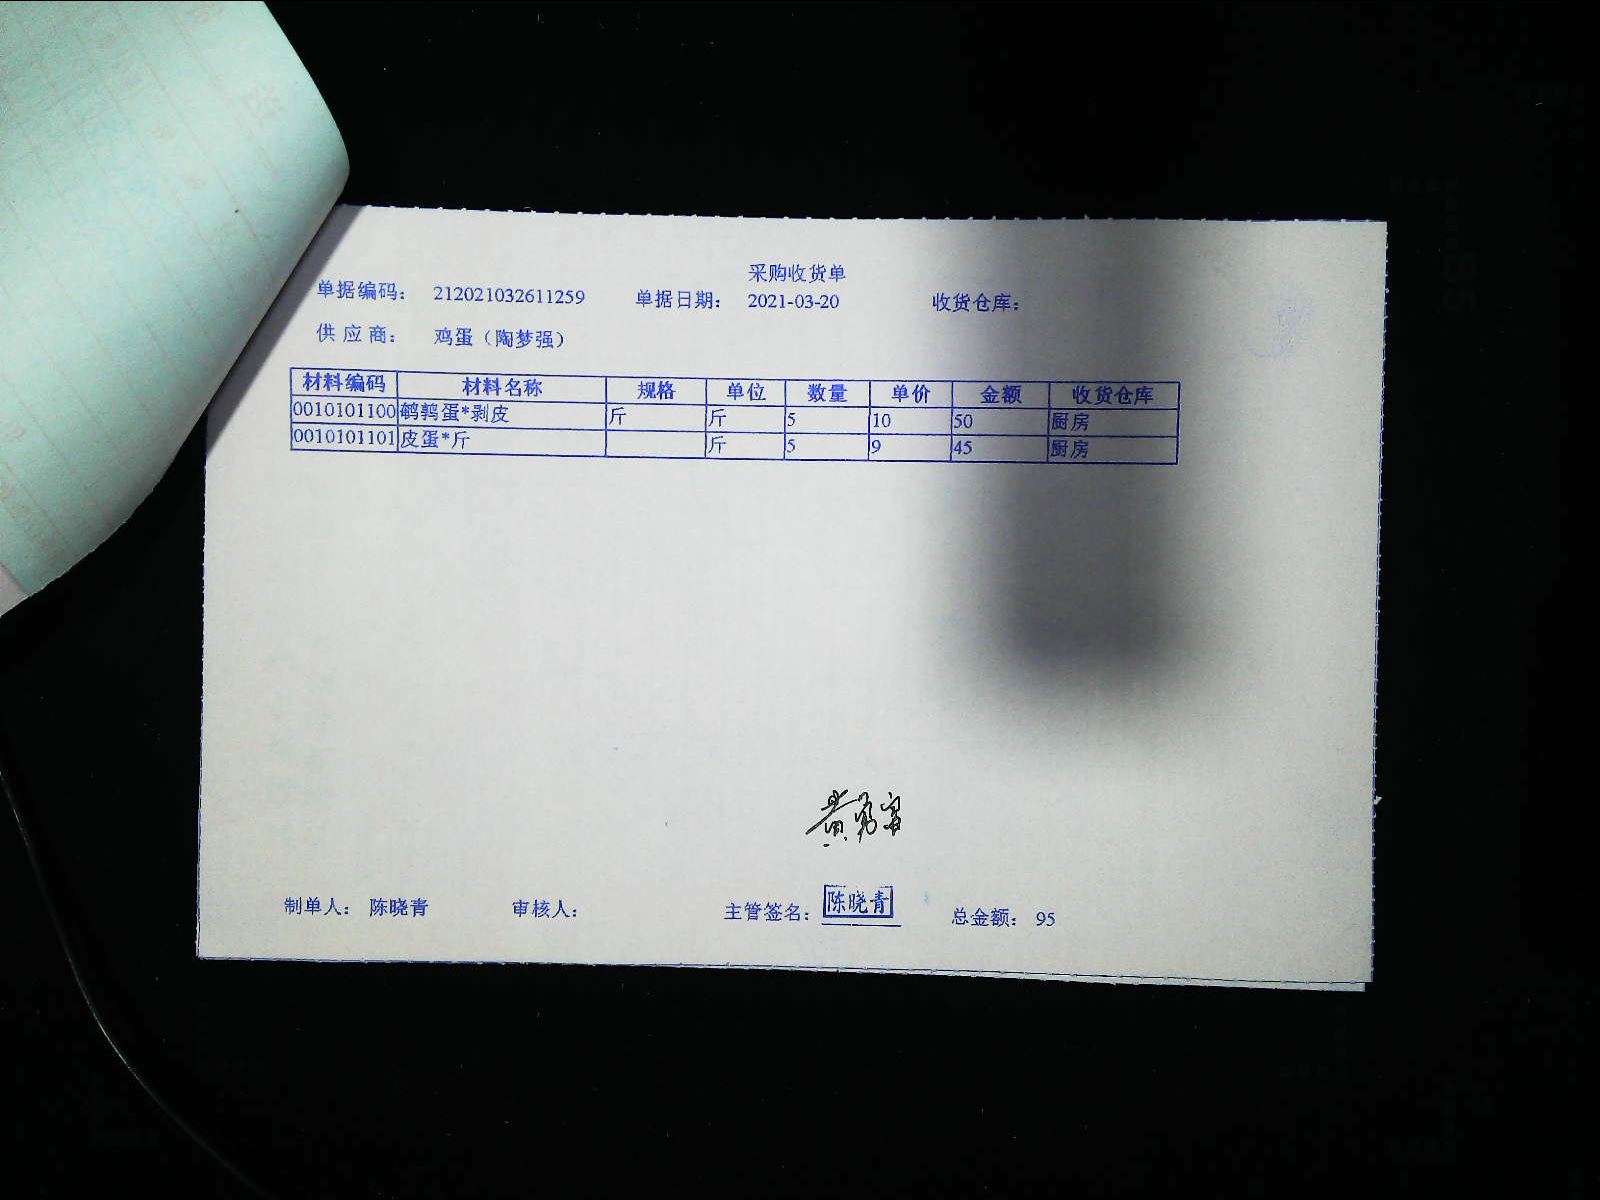 采购收货单
单据编码： 212021032611259 单据日期： 2021-03-20 收货仓库：
供应商： 鸡蛋（陶梦强）
材料编码 材料名称 规格 单位 数量 单价 金额 收货仓库
0010101100 鹌鹑蛋*剥皮 斤 斤 5 10 50 厨房
0010101101 皮蛋*斤 斤 5 9 45 厨房
制单人： 陈晓青 审核人： 主管签名： 陈晓青 总金额： 95